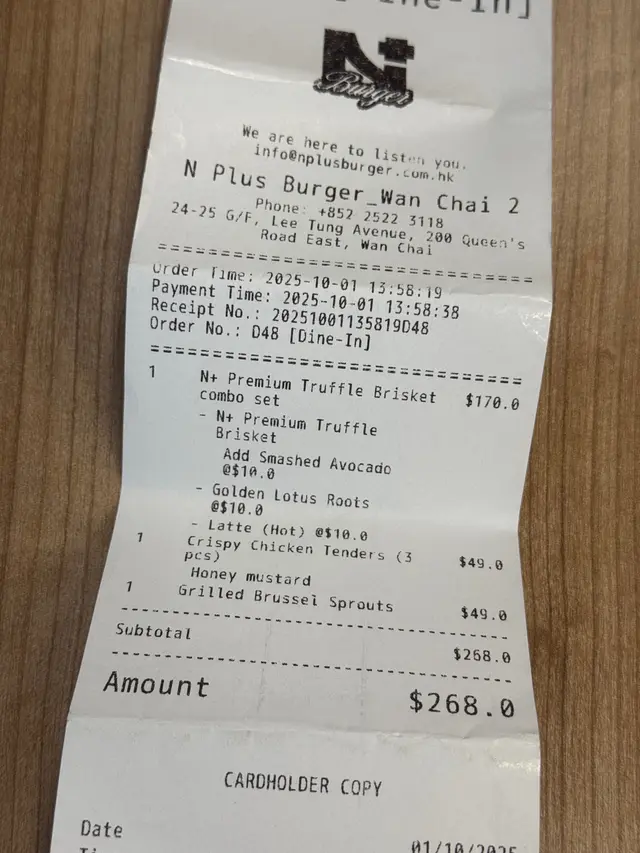 ine-In]
N+
Burger
We are here to listen you.
info@nplusburger.com.hk
N Plus Burger_Wan Chai 2
Phone: +852 2522 3118
24-25 G/F, Lee Tung Avenue, 200 Queen's
Road East, Wan Chai
======================================
Order Time: 2025-10-01 13:58:19
Payment Time: 2025-10-01 13:58:38
Receipt No.: 20251001135819D48
Order No.: D48 [Dine-In]
======================================
1 N+ Premium Truffle Brisket $170.0
combo set
- N+ Premium Truffle
Brisket
Add Smashed Avocado
@$10.0
- Golden Lotus Roots
@$10.0
- Latte (Hot) @$10.0
1 Crispy Chicken Tenders (3 $49.0
pcs)
Honey mustard
1 Grilled Brussel Sprouts $49.0
--------------------------------------
Subtotal $268.0
--------------------------------------
Amount $268.0
CARDHOLDER COPY
Date 01/10/2025